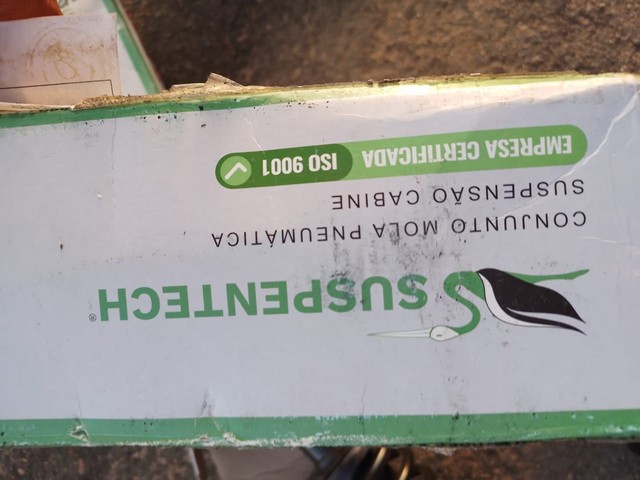 SUSPENTECH®
CONJUNTO MOLA PNEUMÁTICA
SUSPENSÃO CABINE
EMPRESA CERTIFICADA ISO 9001